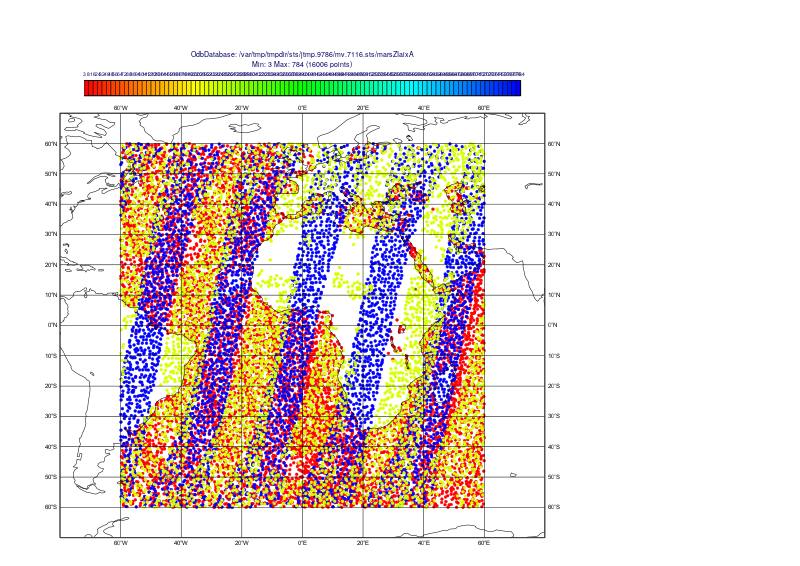 OdbDatabase: /var/tmp/tmpdir/sts/jtmp.9786/mv.7116.sts/marsZlaixA
Min: 3 Max: 784 (16006 points)
60°W 40°W 20°W 0°E 20°E 40°E 60°E
60°N 60°N
50°N 50°N
40°N 40°N
30°N 30°N
20°N 20°N
10°N 10°N
0°N 0°N
10°S 10°S
20°S 20°S
30°S 30°S
40°S 40°S
50°S 50°S
60°S 60°S
60°W 40°W 20°W 0°E 20°E 40°E 60°E